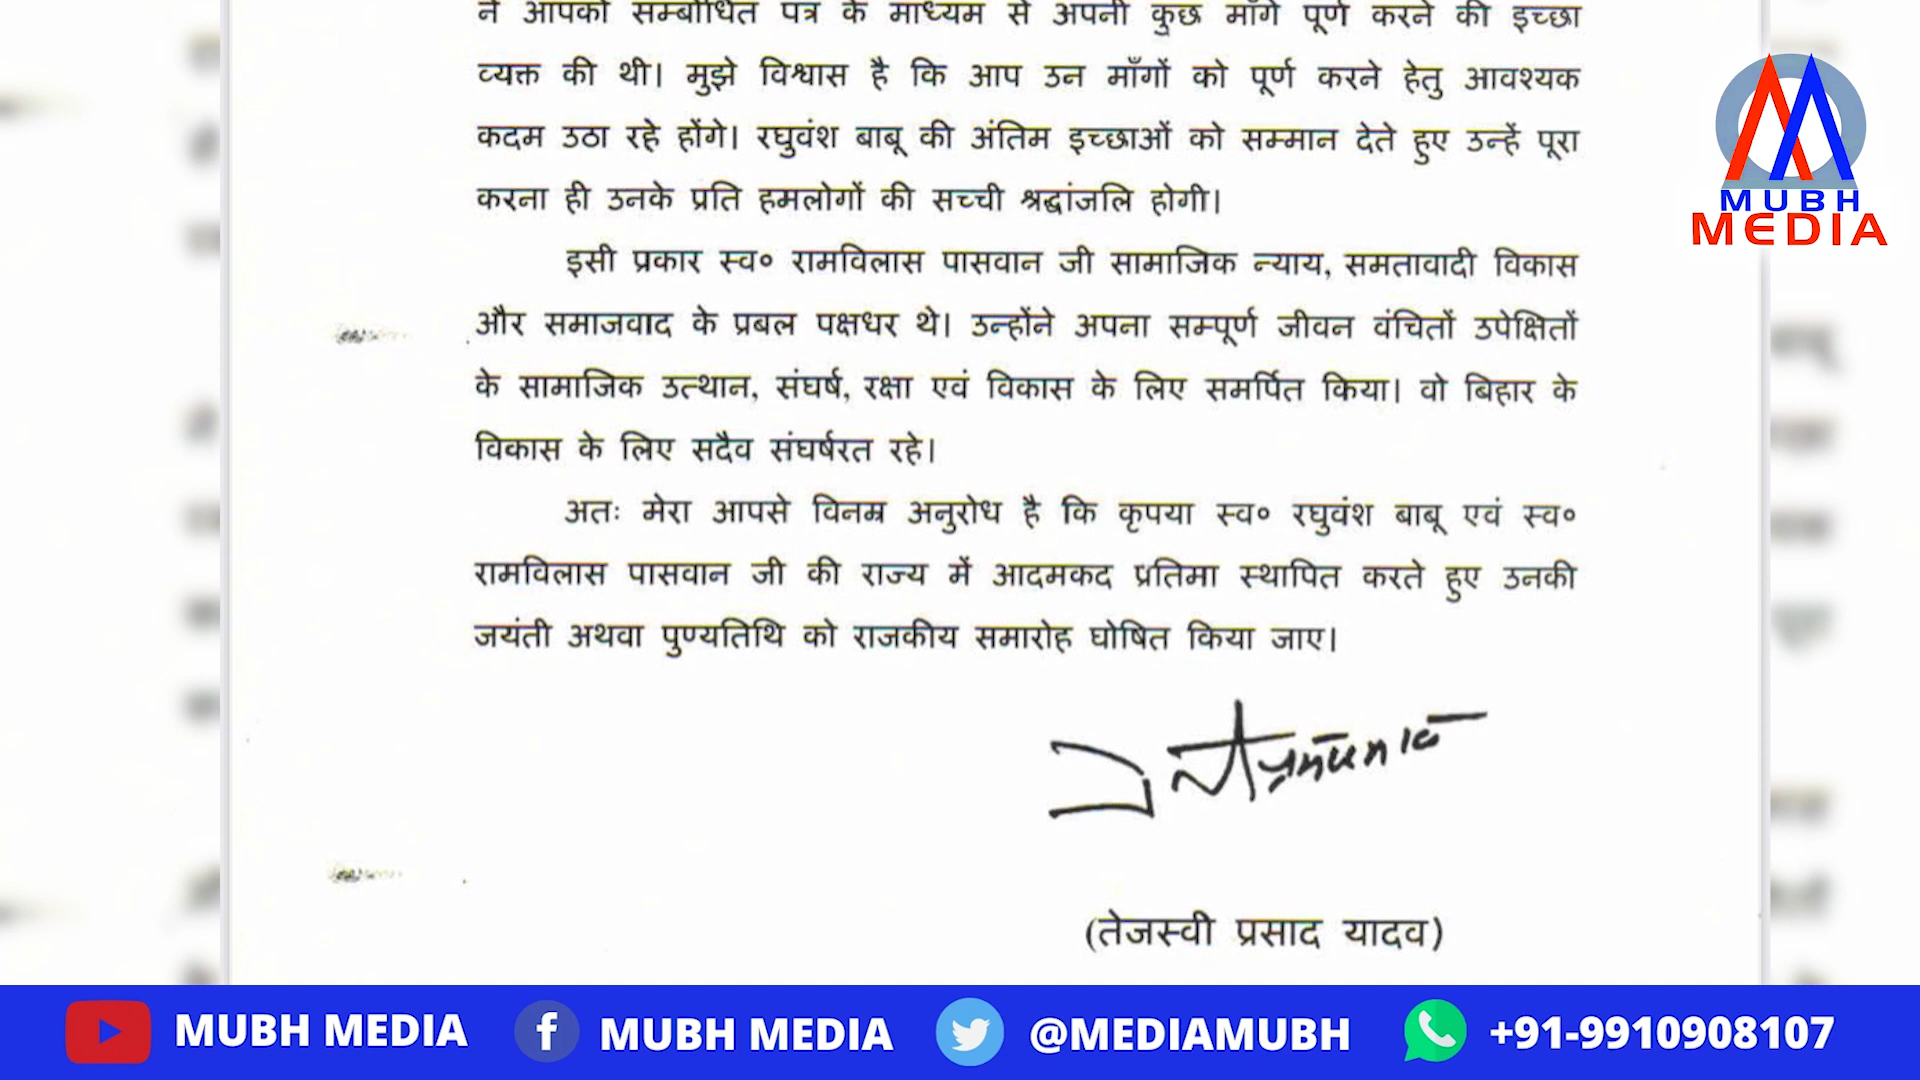 ने आपको सम्बोधित पत्र के माध्यम से अपनी कुछ माँगे पूर्ण करने की इच्छा
व्यक्त की थी। मुझे विश्वास है कि आप उन माँगों को पूर्ण करने हेतु आवश्यक
कदम उठा रहे होंगे। रघुवंश बाबू की अंतिम इच्छाओं को सम्मान देते हुए उन्हें पूरा
करना ही उनके प्रति हमलोगों की सच्ची श्रद्धांजलि होगी।
इसी प्रकार स्व० रामविलास पासवान जी सामाजिक न्याय, समतावादी विकास
और समाजवाद के प्रबल पक्षधर थे। उन्होंने अपना सम्पूर्ण जीवन वंचितों उपेक्षितों
के सामाजिक उत्थान, संघर्ष, रक्षा एवं विकास के लिए समर्पित किया। वो बिहार के
विकास के लिए सदैव संघर्षरत रहे।
अतः मेरा आपसे विनम्र अनुरोध है कि कृपया स्व० रघुवंश बाबू एवं स्व०
रामविलास पासवान जी की राज्य में आदमकद प्रतिमा स्थापित करते हुए उनकी
जयंती अथवा पुण्यतिथि को राजकीय समारोह घोषित किया जाए।
(तेजस्वी प्रसाद यादव)
MUBH
MEDIA
MUBH MEDIA MUBH MEDIA @MEDIAMUBH +91-9910908107